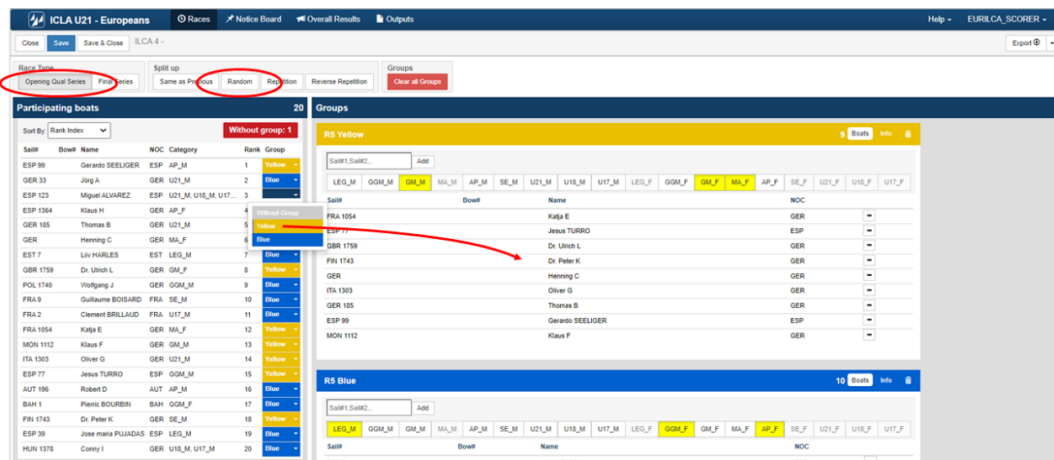 ICLA U21 - Europeans Races Notice Board Overall Results Outputs Help EURILCA_SCORER
Close Save Save & Close ILCA 4 - Export
Race Type Split up Groups
Opening Qual Series Final Series Same as Previous Random Repetition Reverse Repetition Clear all Groups
Participating boats 20 Groups
Sort By: Rank Index Without group: 1
Sail# Bow# Name NOC Category Rank Group
ESP 99 Gerardo SEELIGER ESP AP_M 1 Yellow
GER 33 Jörg A GER U21_M 2 Blue
ESP 123 Miguel ALVAREZ ESP U21_M, U18_M, U17... 3
ESP 1364 Klaus H GER AP_F 4
GER 185 Thomas B GER U21_M 5
GER Henning C GER MA_F 6
EST 7 Liiv HARLES EST LEG_M 7 Blue
GBR 1759 Dr. Ulrich L GER GM_F 8 Yellow
POL 1740 Wolfgang J GER GGM_M 9 Blue
FRA 9 Guillaume BOISARD FRA SE_M 10 Blue
FRA 2 Clement BRILLAUD FRA U17_M 11 Blue
FRA 1054 Katja E GER MA_F 12 Yellow
MON 1112 Klaus F GER GM_M 13 Yellow
ITA 1303 Oliver G GER U21_M 14 Yellow
ESP 77 Jesus TURRO ESP GGM_M 15 Yellow
AUT 196 Robert D AUT AP_M 16 Blue
BAH 1 Pierric BOURBIN BAH GGM_F 17 Blue
FIN 1743 Dr. Peter K GER SE_M 18 Yellow
ESP 39 Jose maria PUJADAS ESP LEG_M 19 Blue
HUN 1378 Conny I GER U18_M, U17_M 20 Blue
Without Group
Yellow
Blue
R5 Yellow 9 Boats Info
Sail#1,Sail#2... Add
LEG_M GGM_M GM_M MA_M AP_M SE_M U21_M U18_M U17_M LEG_F GGM_F GM_F MA_F AP_F SE_F U21_F U18_F U17_F
Sail# Bow# Name NOC
FRA 1054 Katja E GER
ESP 77 Jesus TURRO ESP
GBR 1759 Dr. Ulrich L GER
FIN 1743 Dr. Peter K GER
GER Henning C GER
ITA 1303 Oliver G GER
GER 185 Thomas B GER
ESP 99 Gerardo SEELIGER ESP
MON 1112 Klaus F GER
R5 Blue 10 Boats Info
Sail#1,Sail#2... Add
LEG_M GGM_M GM_M MA_M AP_M SE_M U21_M U18_M U17_M LEG_F GGM_F GM_F MA_F AP_F SE_F U21_F U18_F U17_F
Sail# Bow# Name NOC